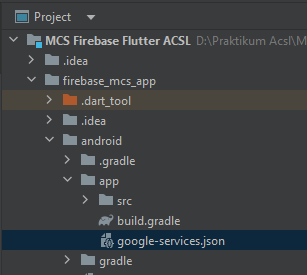 Project
MCS Firebase Flutter ACSL D:\Praktikum Acsl\M
.idea
firebase_mcs_app
.dart_tool
.idea
android
.gradle
app
src
build.gradle
google-services.json
gradle